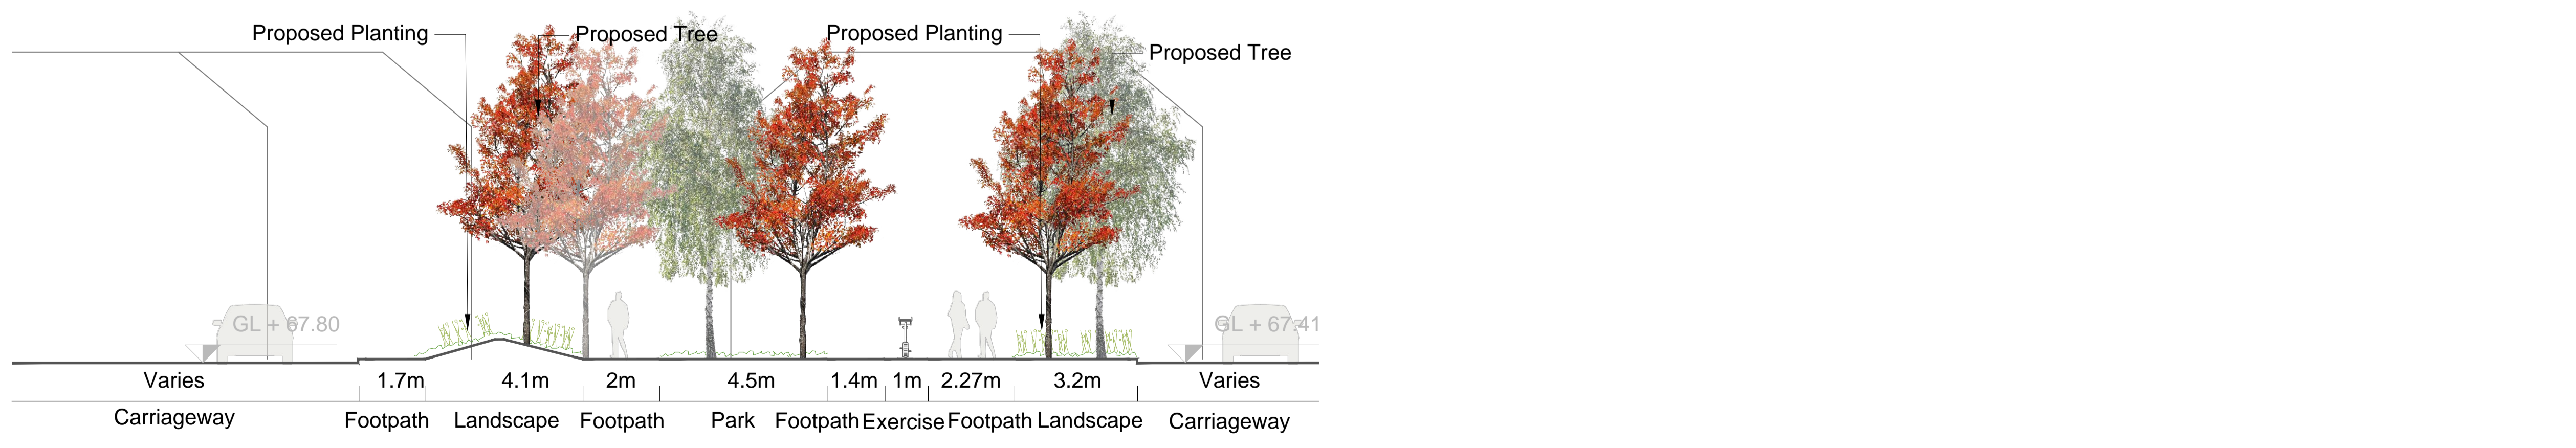 Proposed Planting
Proposed Tree
Proposed Planting
Proposed Tree
GL + 67.80
GL + 67.41
Varies 1.7m 4.1m 2m 4.5m 1.4m 1m 2.27m 3.2m Varies
Carriageway Footpath Landscape Footpath Park Footpath Exercise Footpath Landscape Carriageway